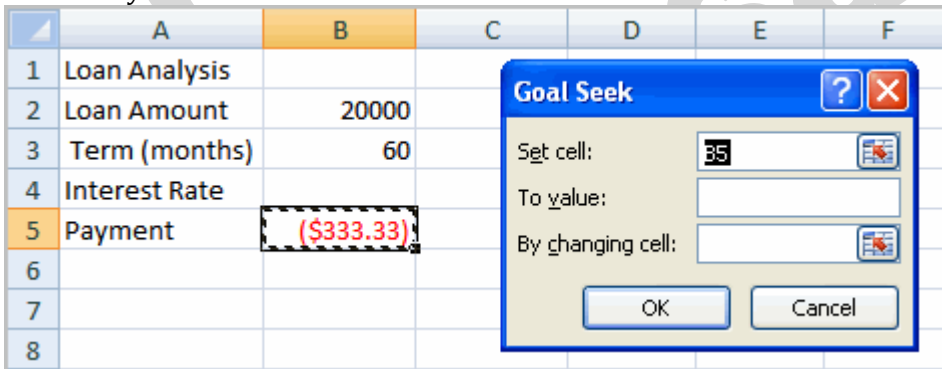 A B C D E F
1 Loan Analysis
2 Loan Amount 20000
3 Term (months) 60
4 Interest Rate
5 Payment ($333.33)
6
7
8
Goal Seek ?
Set cell: B5
To value:
By changing cell:
OK Cancel